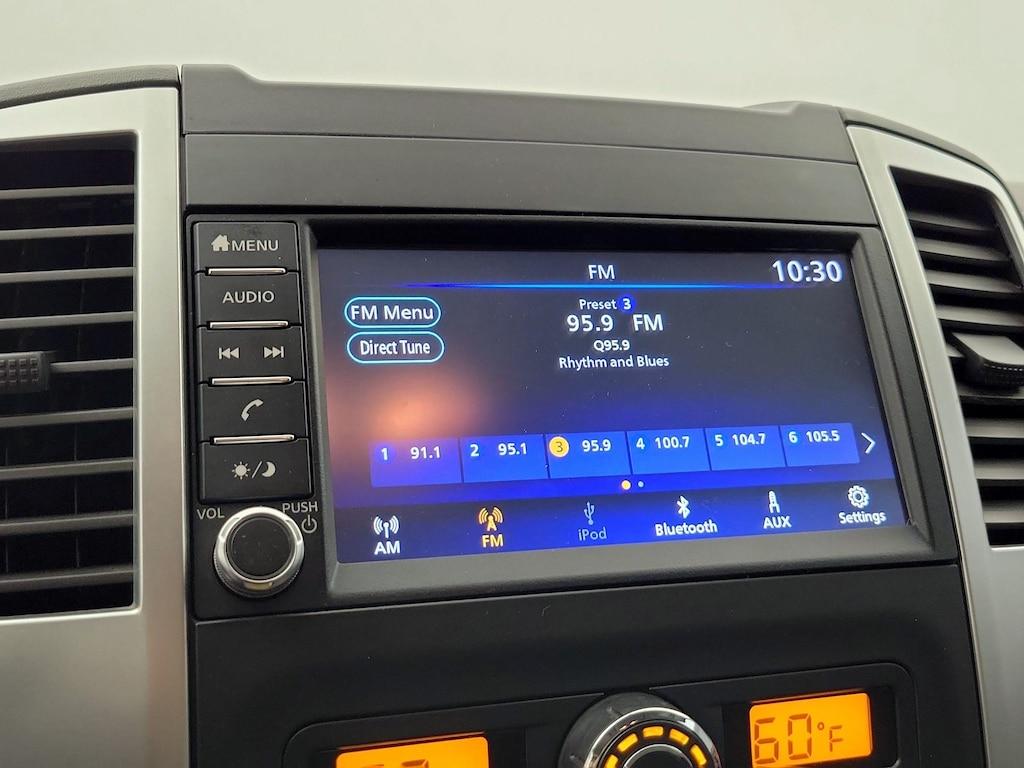 MENU
AUDIO
VOL
PUSH
FM
10:30
FM Menu
Direct Tune
Preset 3
95.9 FM
Q95.9
Rhythm and Blues
1 91.1 2 95.1 3 95.9 4 100.7 5 104.7 6 105.5
AM FM iPod Bluetooth AUX Settings
60°F